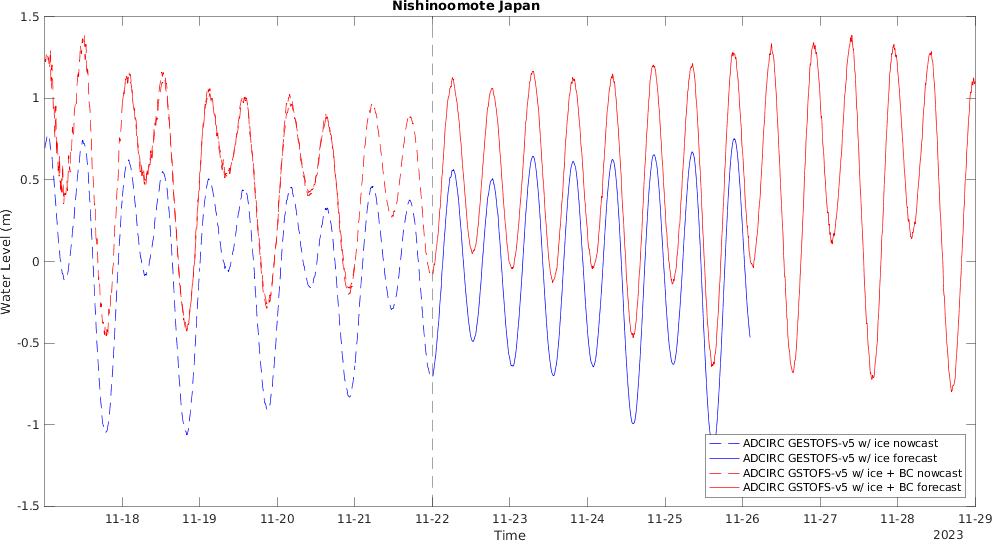 Nishinoomote Japan
1.5
1
0.5
0
-0.5
-1
-1.5
Water Level (m)
ADCIRC GESTOFS-v5 w/ ice nowcast
ADCIRC GESTOFS-v5 w/ ice forecast
ADCIRC GSTOFS-v5 w/ ice + BC nowcast
ADCIRC GSTOFS-v5 w/ ice + BC forecast
11-18 11-19 11-20 11-21 11-22 11-23 11-24 11-25 11-26 11-27 11-28 11-29
Time
2023